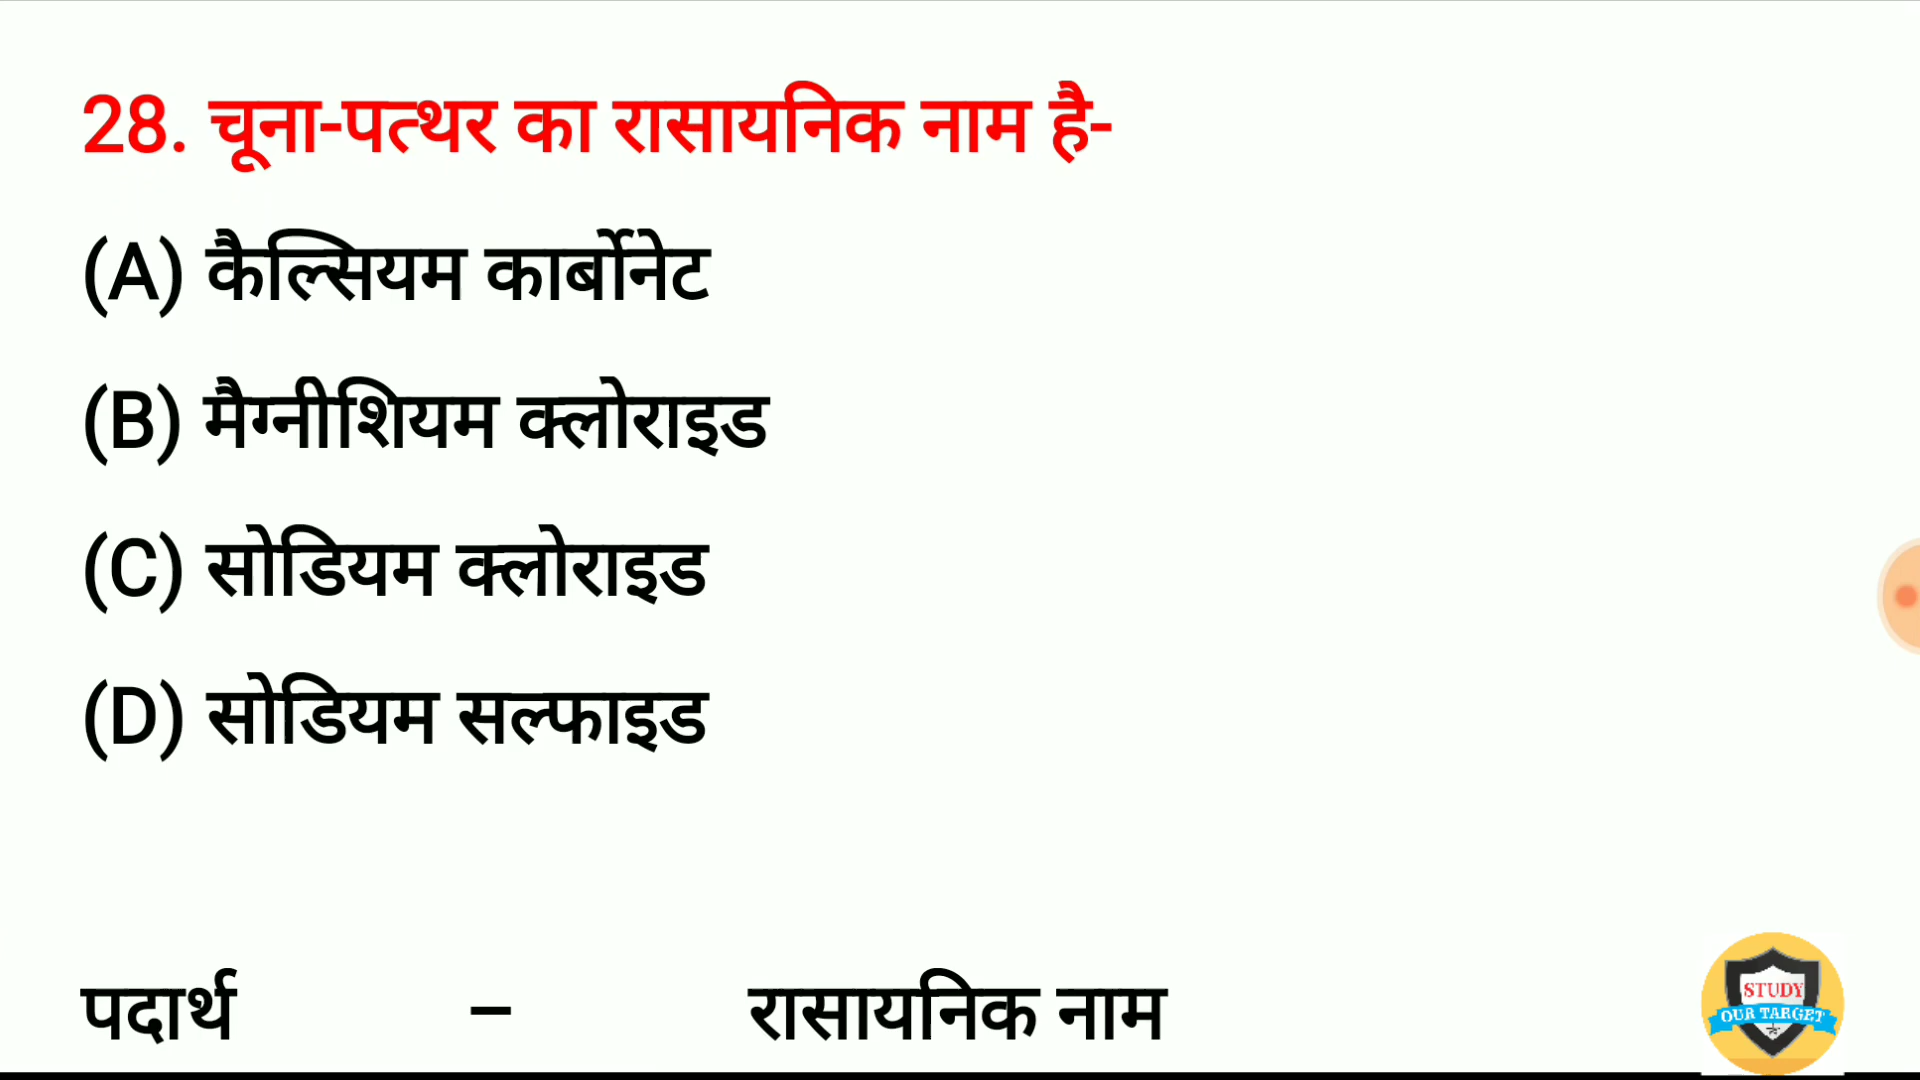 28. चूना-पत्थर का रासायनिक नाम है-
(A) कैल्सियम कार्बोनेट
(B) मैग्नीशियम क्लोराइड
(C) सोडियम क्लोराइड
(D) सोडियम सल्फाइड
पदार्थ – रासायनिक नाम
STUDY
OUR TARGET